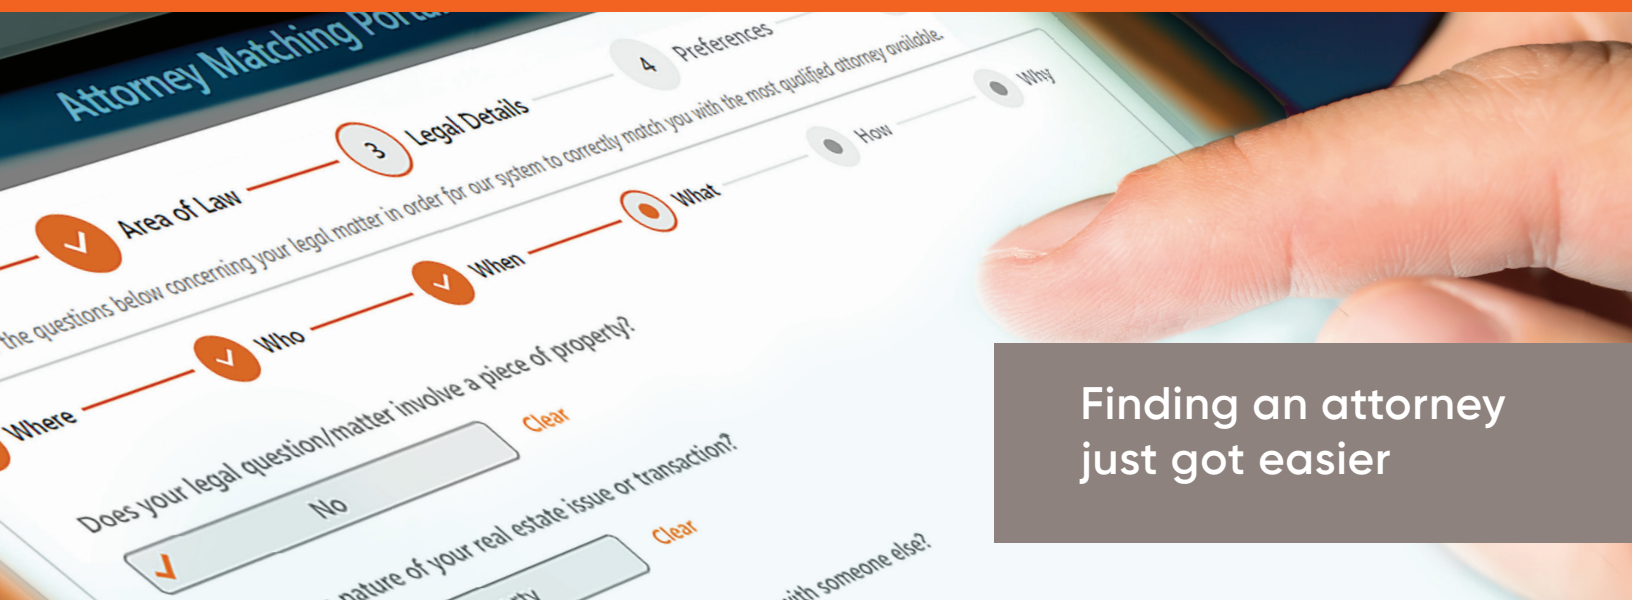 Attorney Matching Portal
Area of Law
3
Legal Details
4
Preferences
the questions below concerning your legal matter in order for our system to correctly match you with the most qualified attorney available.
Where
Who
When
What
How
Why
Does your legal question/matter involve a piece of property?
No
Clear
nature of your real estate issue or transaction?
Clear
with someone else?
Finding an attorney
just got easier